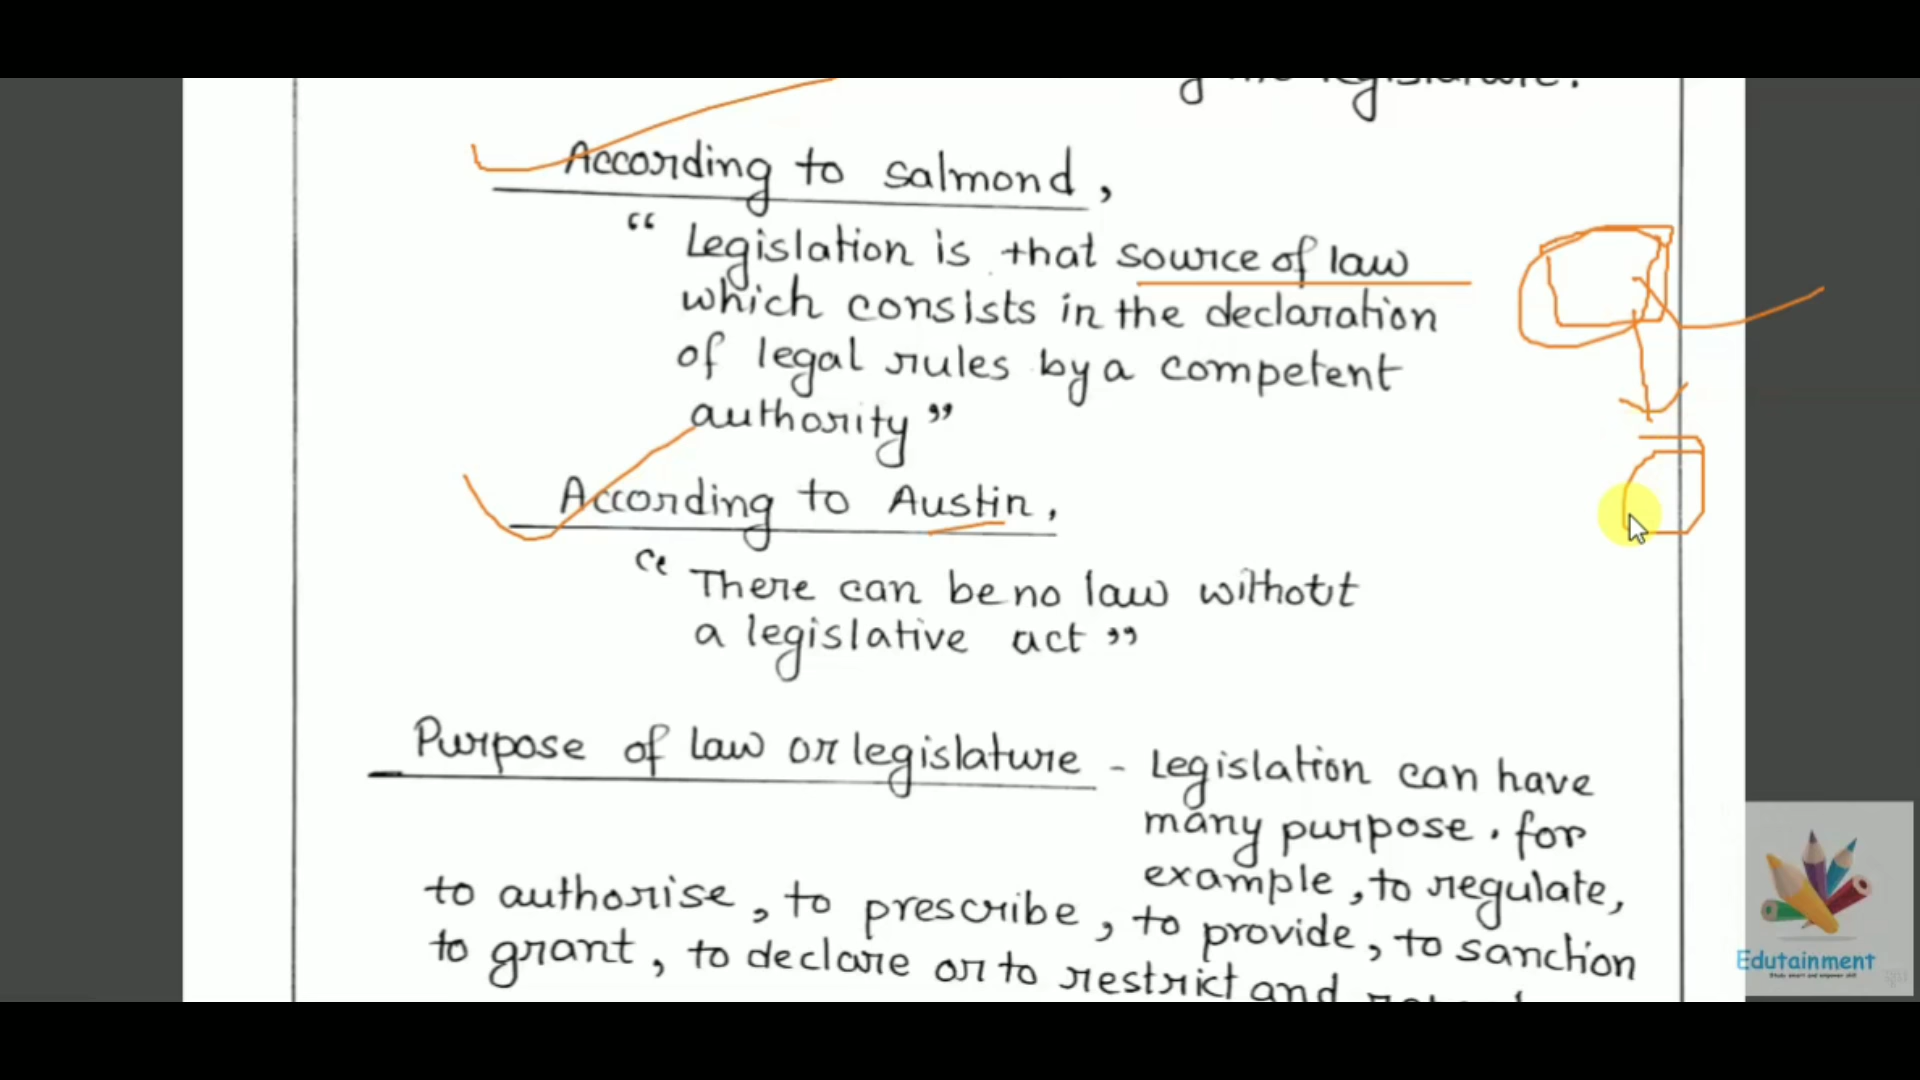 legislature.
According to Salmond,
“ Legislation is that source of law
which consists in the declaration
of legal rules by a competent
authority ”
According to Austin.
“ There can be no law without
a legislative act ”
Purpose of law or legislature - Legislation can have
many purpose. for
example, to regulate,
to authorise, to prescribe, to provide, to sanction
to grant, to declare or to restrict and
Edutainment